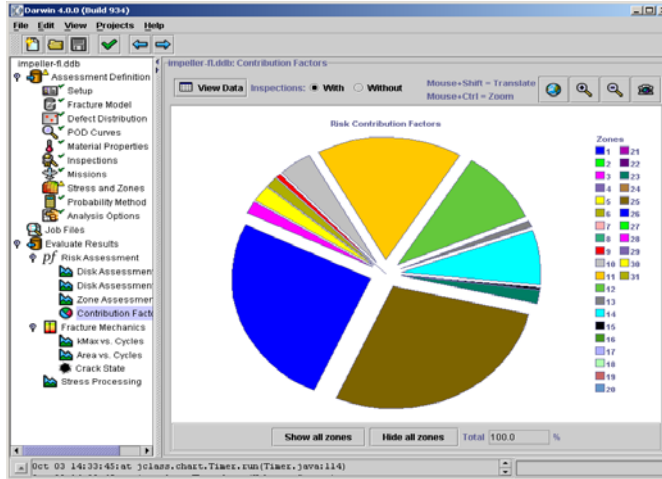 Darwin 4.0.0 (Build 934)
File Edit View Projects Help
impeller-fl.ddb
Assessment Definition
Setup
Fracture Model
Defect Distribution
POD Curves
Material Properties
Inspections
Missions
Stress and Zones
Probability Method
Analysis Options
Job Files
Evaluate Results
pf Risk Assessment
Disk Assessment
Disk Assessment
Zone Assessmen
Contribution Facto
Fracture Mechanics
kMax vs. Cycles
Area vs. Cycles
Crack State
Stress Processing
impeller-fl.ddb: Contribution Factors
View Data Inspections: With Without
Mouse+Shift = Translate
Mouse+Ctrl = Zoom
Risk Contribution Factors
Zones
1 21
2 22
3 23
4 24
5 25
6 26
7 27
8 28
9 29
10 30
11 31
12
13
14
15
16
17
18
19
20
Show all zones Hide all zones Total 100.0 %
Oct 03 14:33:45:at jclass.chart.Timer.run(Timer.java:114)